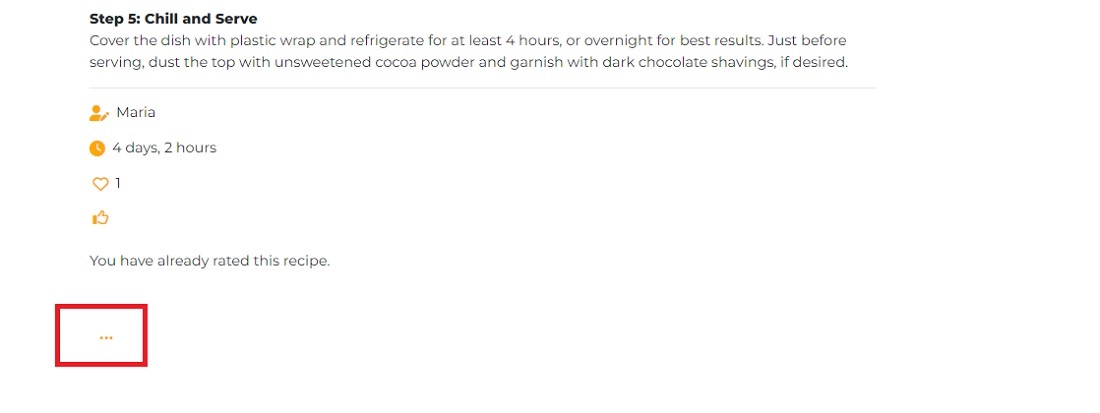 Step 5: Chill and Serve
Cover the dish with plastic wrap and refrigerate for at least 4 hours, or overnight for best results. Just before
serving, dust the top with unsweetened cocoa powder and garnish with dark chocolate shavings, if desired.
Maria
4 days, 2 hours
1
You have already rated this recipe.
...